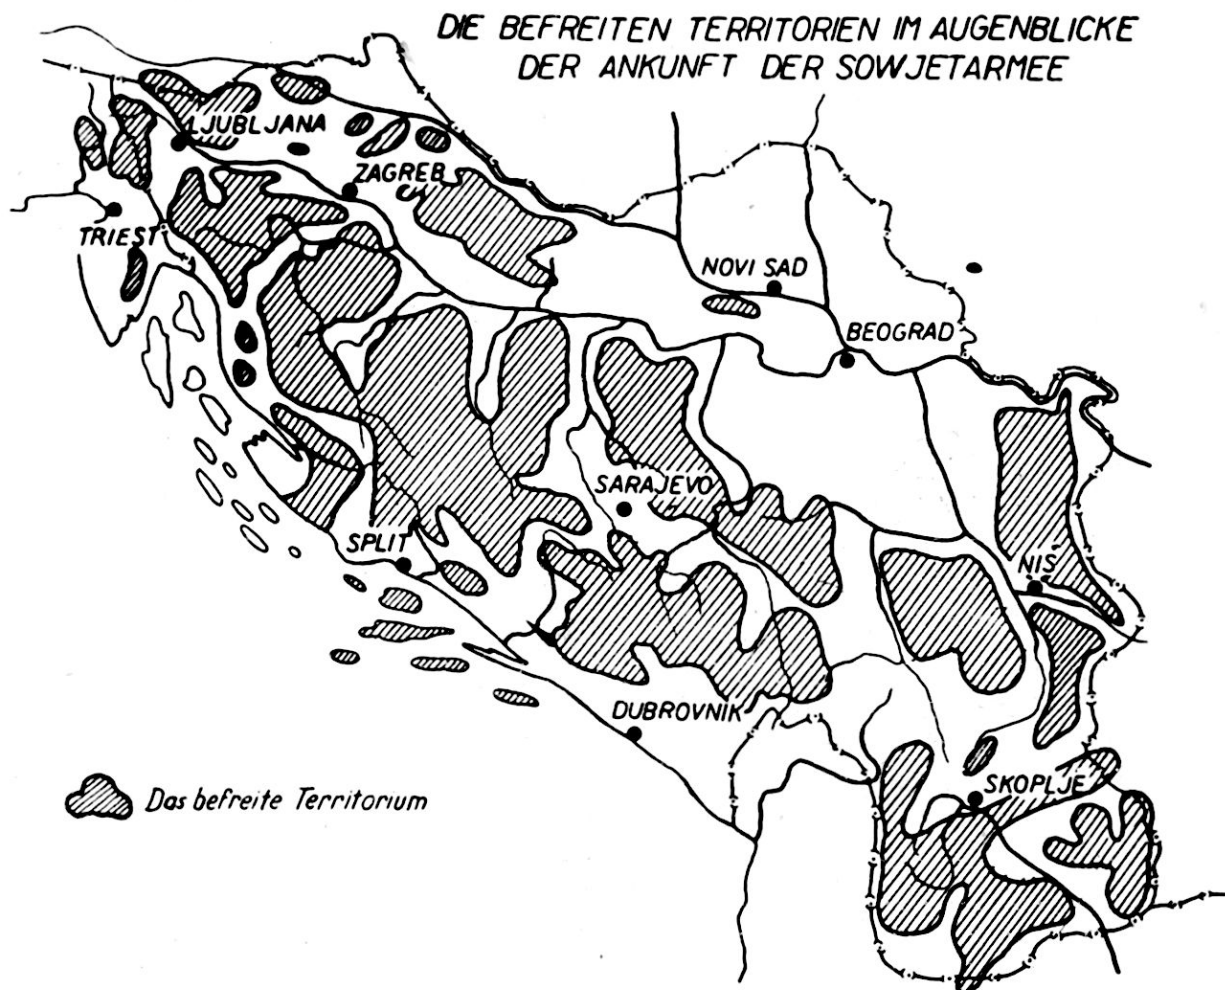 DIE BEFREITEN TERRITORIEN IM AUGENBLICKE
DER ANKUNFT DER SOWJETARMEE
LJUBLJANA
ZAGREB
TRIEST
NOVI SAD
BEOGRAD
SARAJEVO
SPLIT
NIS
DUBROVNIK
SKOPLJE
Das befreite Territorium